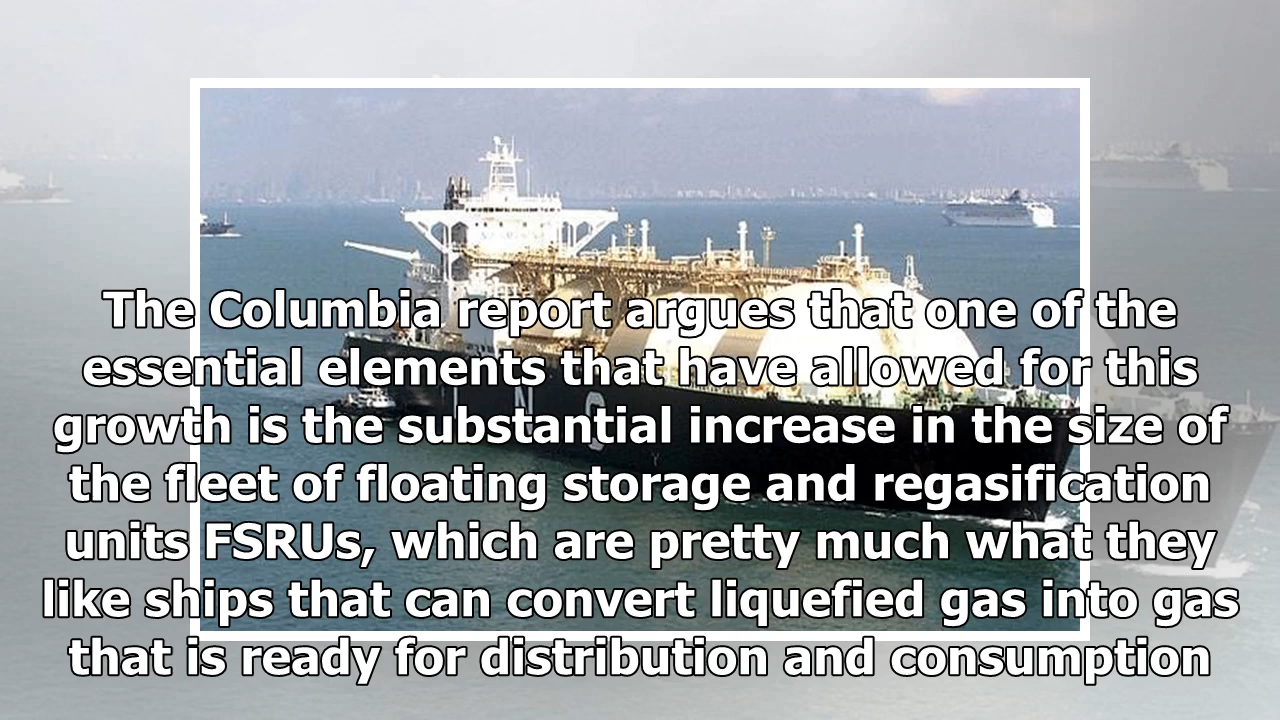 The Columbia report argues that one of the
essential elements that have allowed for this
growth is the substantial increase in the size of
the fleet of floating storage and regasification
units FSRUs, which are pretty much what they
like ships that can convert liquefied gas into gas
that is ready for distribution and consumption
L N G